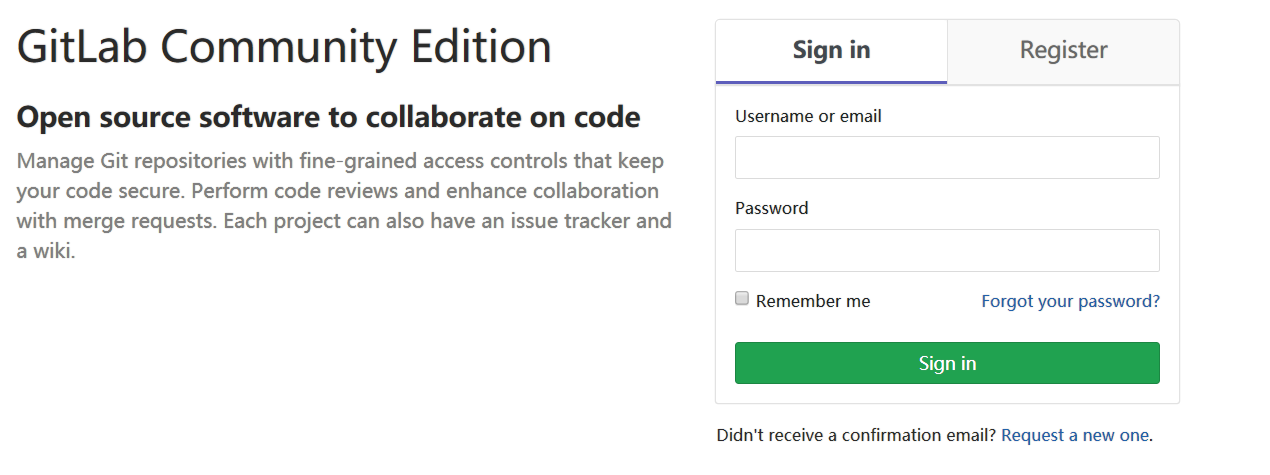 GitLab Community Edition
Open source software to collaborate on code
Manage Git repositories with fine-grained access controls that keep
your code secure. Perform code reviews and enhance collaboration
with merge requests. Each project can also have an issue tracker and
a wiki.
Sign in
Register
Username or email
Password
Remember me
Forgot your password?
Sign in
Didn't receive a confirmation email? Request a new one.